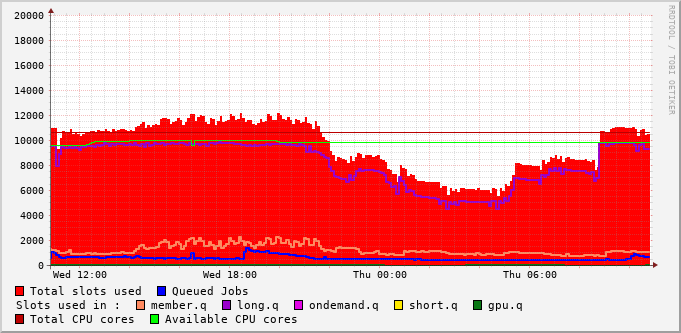 20000
18000
16000
14000
12000
10000
8000
6000
4000
2000
0
Wed 12:00 Wed 18:00 Thu 00:00 Thu 06:00
RRDTOOL / TOBI OETIKER
Total slots used Queued Jobs
Slots used in : member.q long.q ondemand.q short.q gpu.q
Total CPU cores Available CPU cores